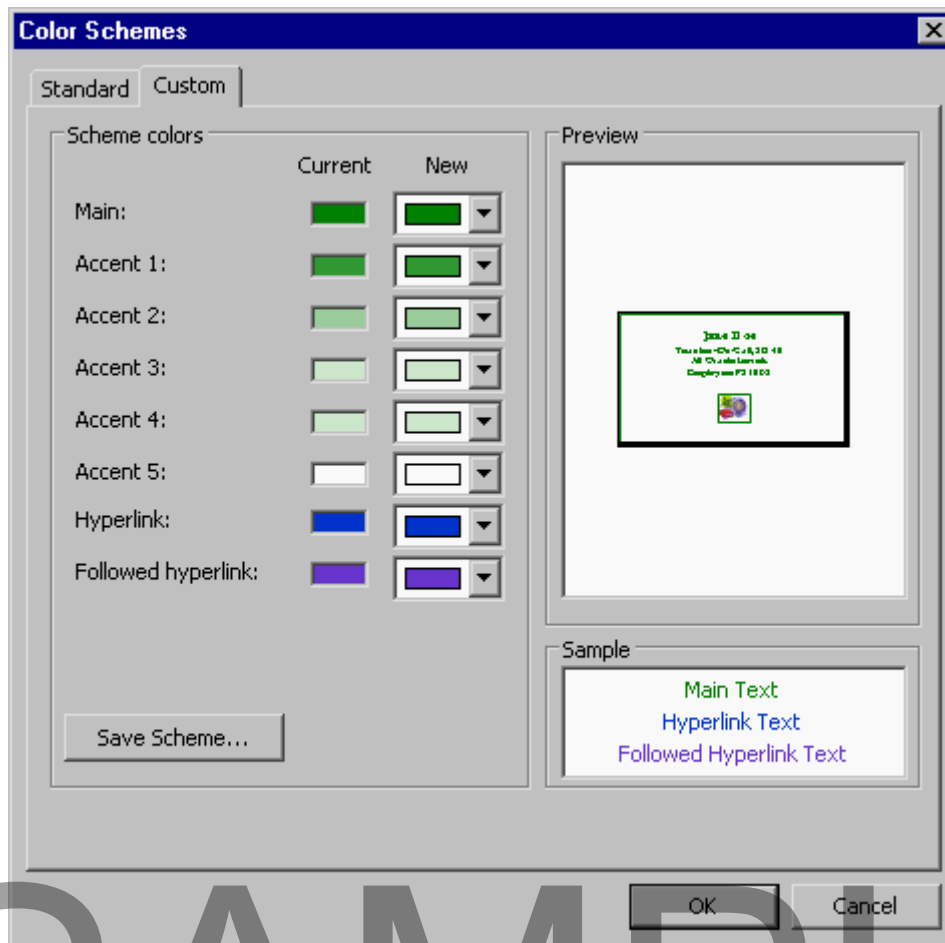 Color Schemes
Standard Custom
Scheme colors
Current New
Main:
Accent 1:
Accent 2:
Accent 3:
Accent 4:
Accent 5:
Hyperlink:
Followed hyperlink:
Save Scheme...
Preview
Sample
Main Text
Hyperlink Text
Followed Hyperlink Text
OK Cancel